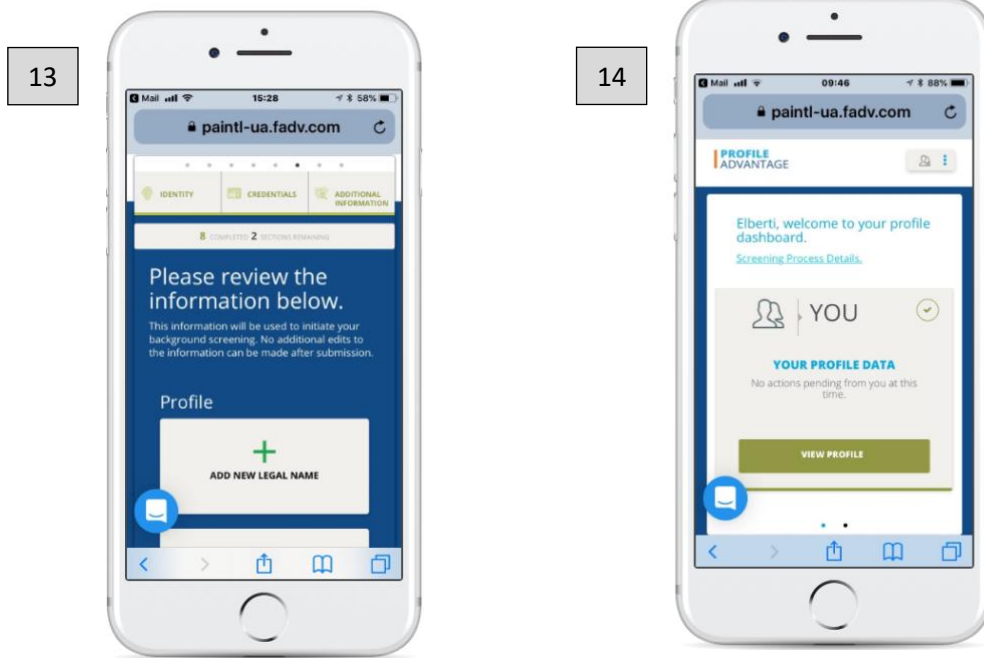 13
Mail 15:28 58%
paintl-ua.fadv.com
IDENTITY
CREDENTIALS
ADDITIONAL
INFORMATION
8 COMPLETED 2 SECTIONS REMAINING
Please review the
information below.
This information will be used to initiate your
background screening. No additional edits to
the information can be made after submission.
Profile
ADD NEW LEGAL NAME
14
Mail 09:46 88%
paintl-ua.fadv.com
PROFILE
ADVANTAGE
Elberti, welcome to your profile
dashboard.
Screening Process Details.
YOU
YOUR PROFILE DATA
No actions pending from you at this
time.
VIEW PROFILE